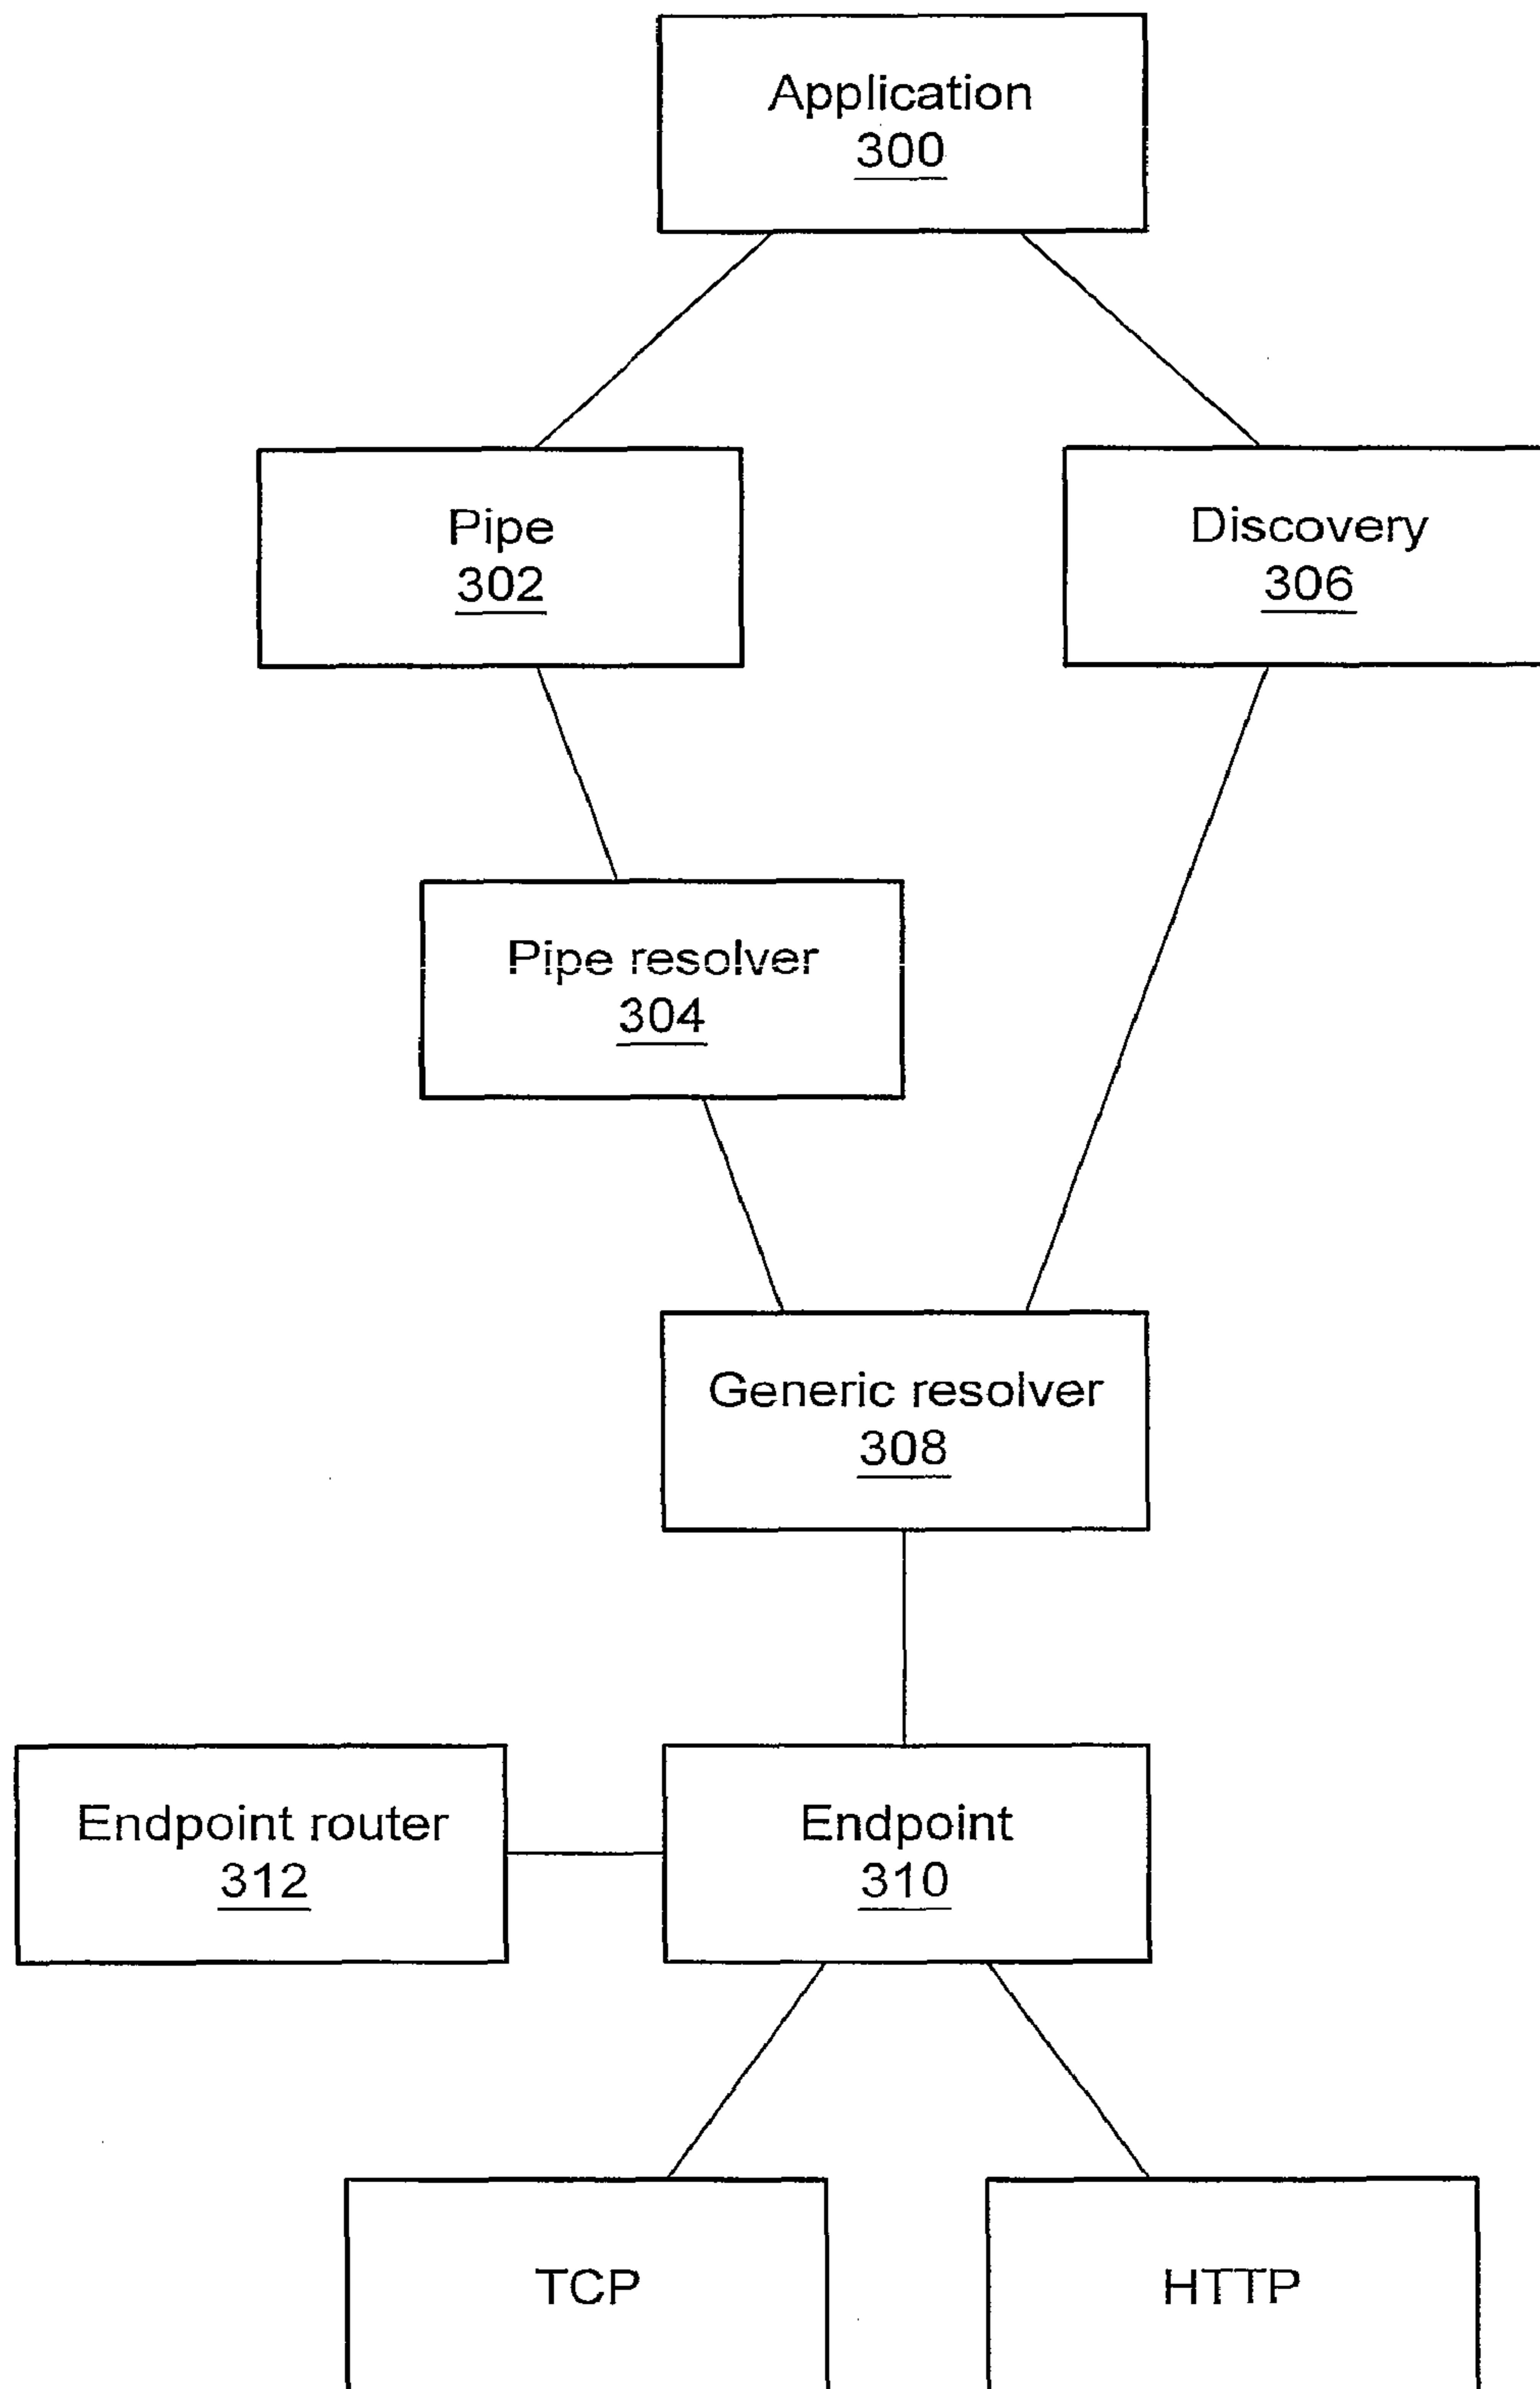 Application
300
Pipe
302
Discovery
306
Pipe resolver
304
Generic resolver
308
Endpoint router
312
Endpoint
310
TCP
HTTP